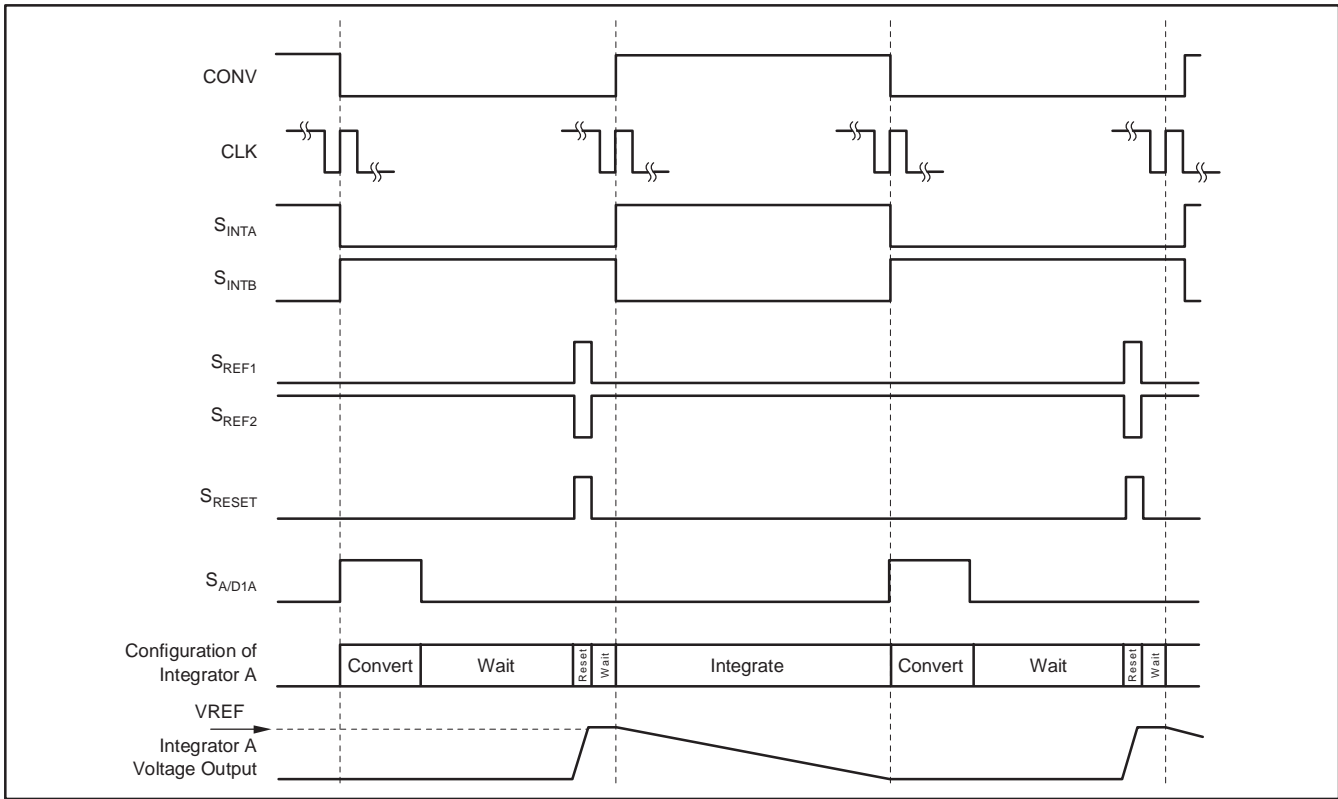 CONV
CLK
SINTA
SINTB
SREF1
SREF2
SRESET
SA/D1A
Configuration of
Integrator A
Convert
Wait
Reset
Wait
Integrate
Convert
Wait
Reset
Wait
VREF
Integrator A
Voltage Output